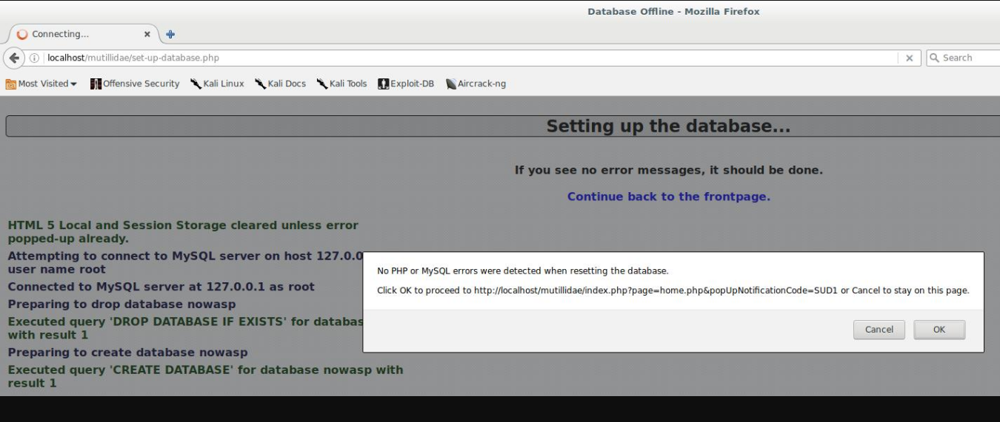 Database Offline - Mozilla Firefox
Connecting...
localhost/mutillidae/set-up-database.php
Search
Most Visited
Offensive Security
Kali Linux
Kali Docs
Kali Tools
Exploit-DB
Aircrack-ng
Setting up the database...
If you see no error messages, it should be done.
Continue back to the frontpage.
HTML 5 Local and Session Storage cleared unless error
popped-up already.
Attempting to connect to MySQL server on host 127.0.0
user name root
Connected to MySQL server at 127.0.0.1 as root
Preparing to drop database nowasp
Executed query 'DROP DATABASE IF EXISTS' for databas
with result 1
Preparing to create database nowasp
Executed query 'CREATE DATABASE' for database nowasp with
result 1
No PHP or MySQL errors were detected when resetting the database.
Click OK to proceed to http://localhost/mutillidae/index.php?page=home.php&popUpNotificationCode=SUD1 or Cancel to stay on this page.
Cancel
OK